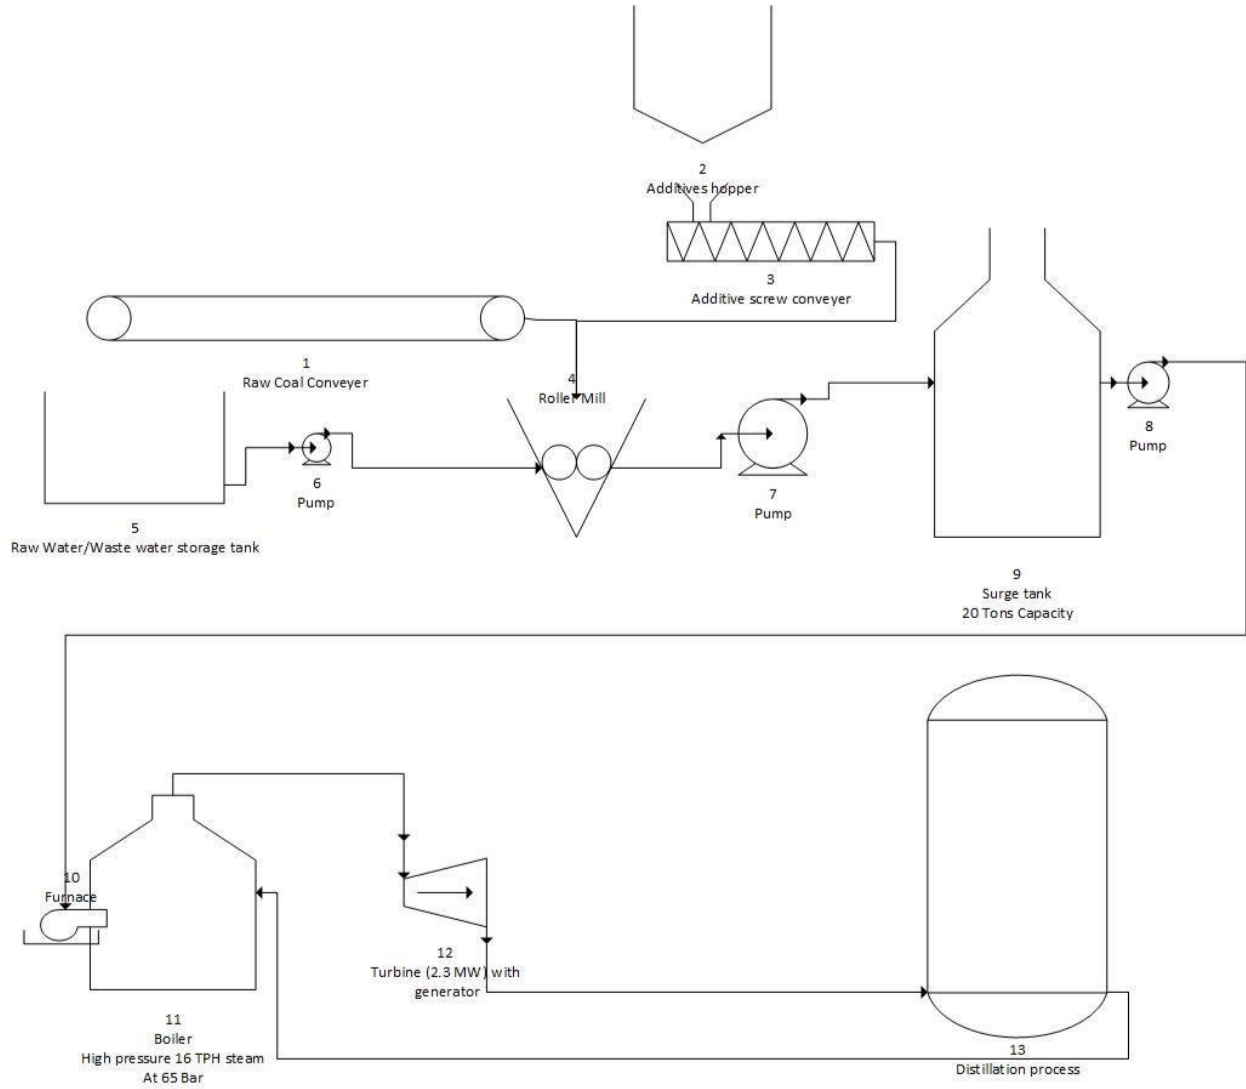 2
Additives hopper
3
Additive screw conveyer
1
Raw Coal Conveyer
4
Roller Mill
8
Pump
6
Pump
7
Pump
5
Raw Water/Waste water storage tank
9
Surge tank
20 Tons Capacity
10
Furnace
12
Turbine (2.3 MW) with
generator
11
Boiler
High pressure 16 TPH steam
At 65 Bar
13
Distillation process